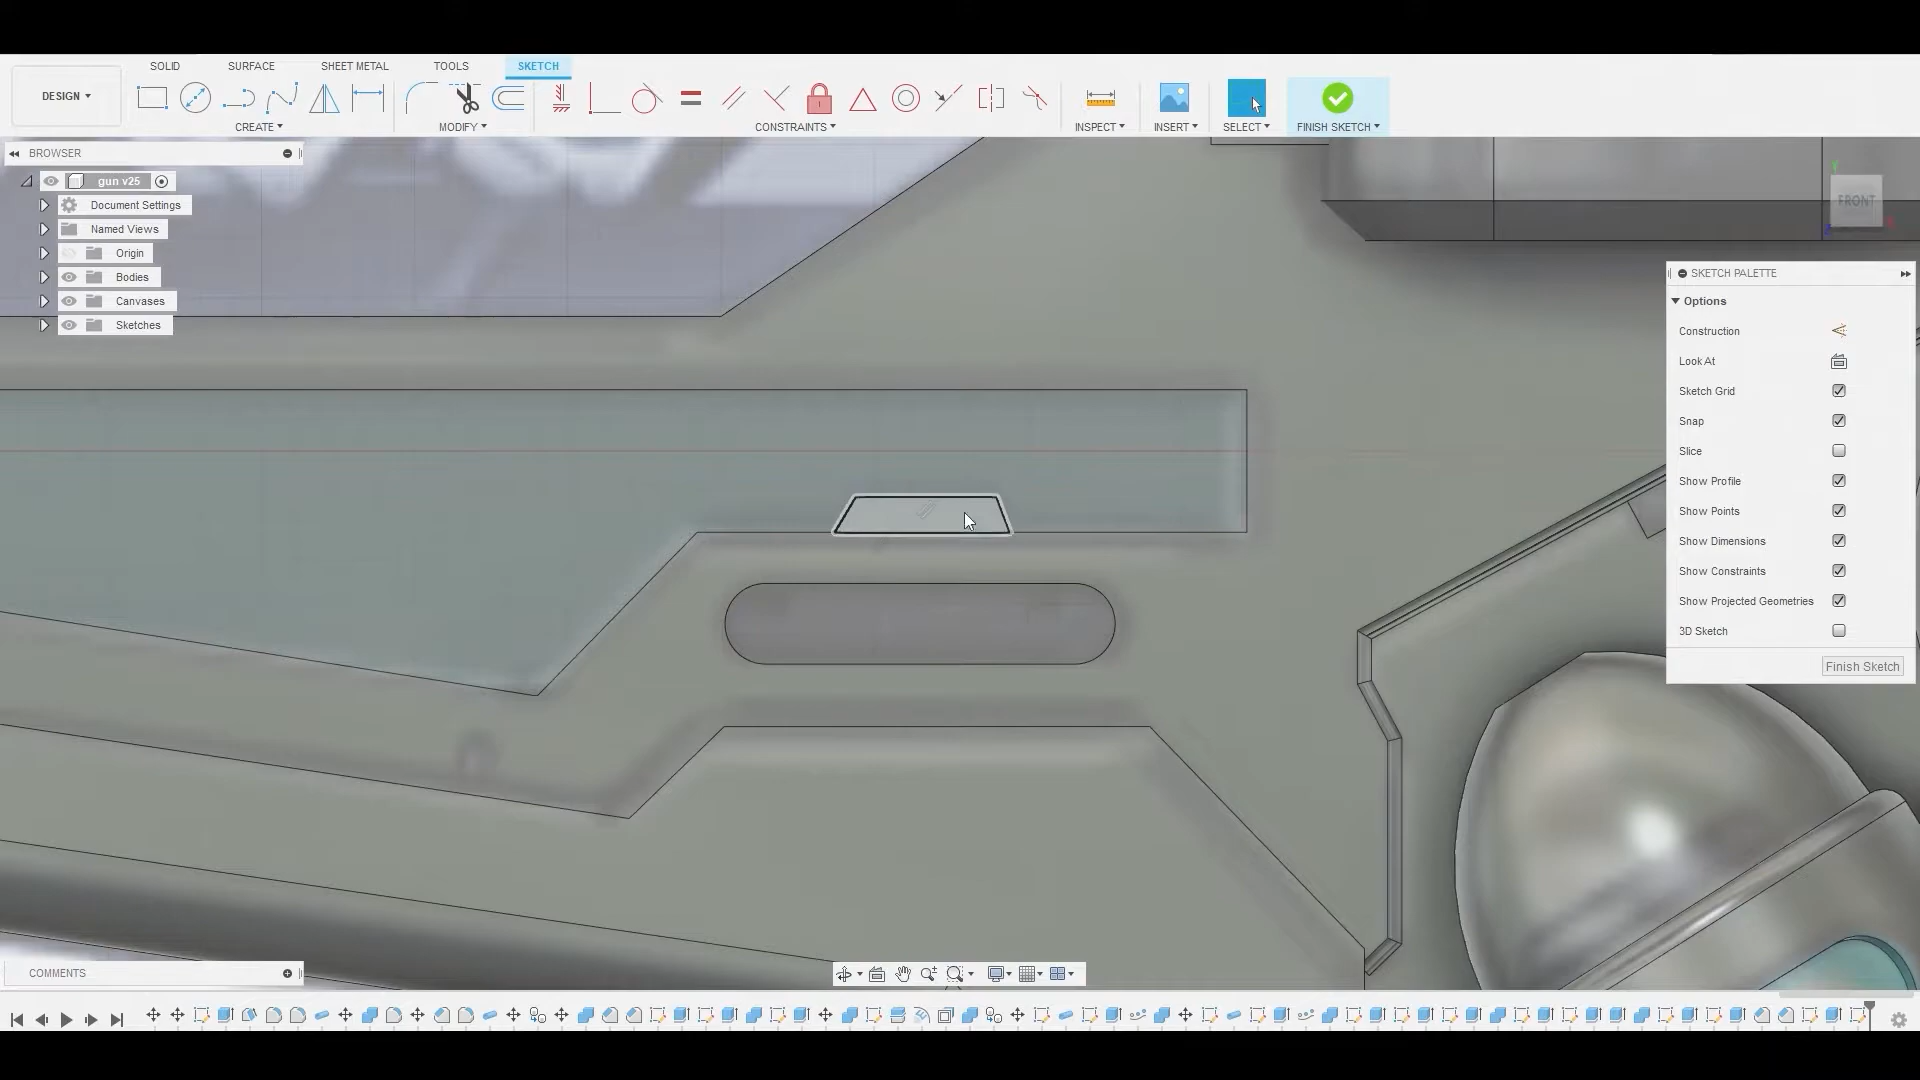 SOLID SURFACE SHEET METAL TOOLS SKETCH
DESIGN
CREATE MODIFY CONSTRAINTS INSPECT INSERT SELECT FINISH SKETCH
BROWSER
gun v25
Document Settings
Named Views
Origin
Bodies
Canvases
Sketches
Y
FRONT
Z
SKETCH PALETTE
Options
Construction
Look At
Sketch Grid
Snap
Slice
Show Profile
Show Points
Show Dimensions
Show Constraints
Show Projected Geometries
3D Sketch
Finish Sketch
COMMENTS